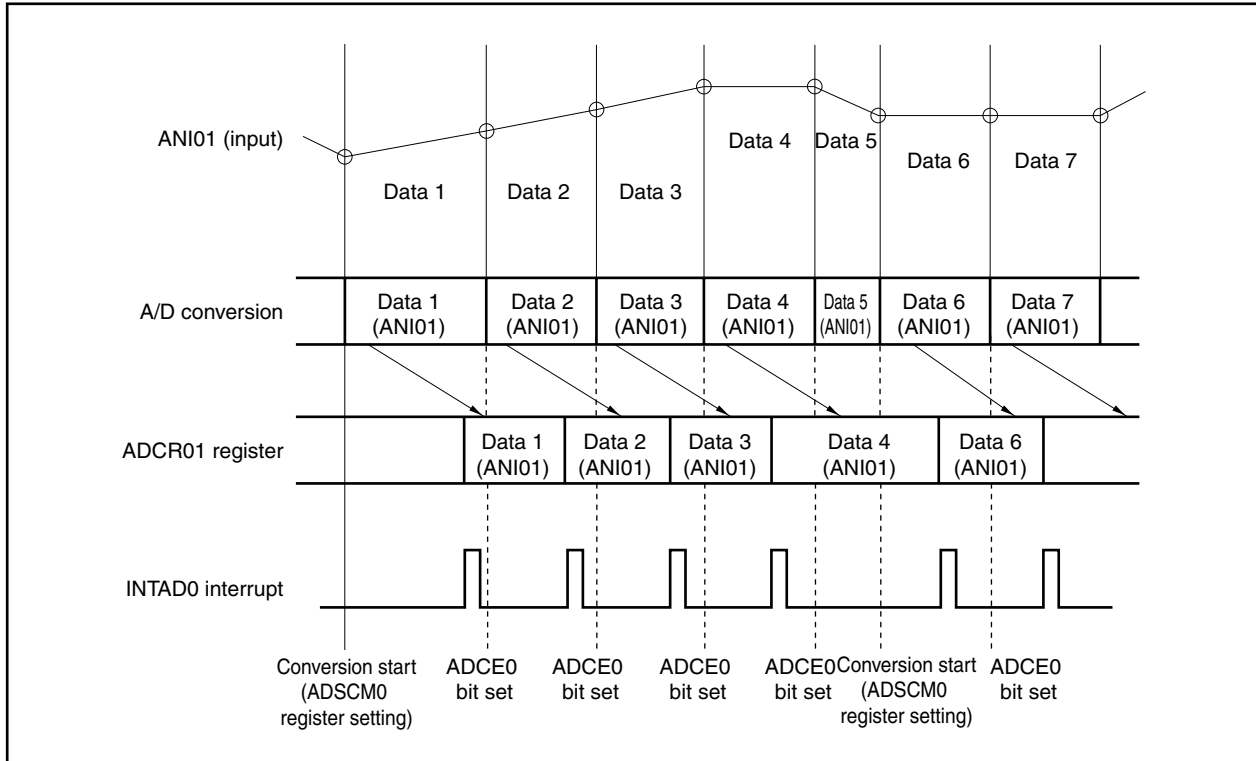 ANI01 (input)
Data 1
Data 2
Data 3
Data 4
Data 5
Data 6
Data 7
A/D conversion
Data 1
(ANI01)
Data 2
(ANI01)
Data 3
(ANI01)
Data 4
(ANI01)
Data 5
(ANI01)
Data 6
(ANI01)
Data 7
(ANI01)
ADCR01 register
Data 1
(ANI01)
Data 2
(ANI01)
Data 3
(ANI01)
Data 4
(ANI01)
Data 6
(ANI01)
INTAD0 interrupt
Conversion start
(ADSCM0
register setting)
ADCE0
bit set
ADCE0
bit set
ADCE0
bit set
ADCE0
bit set
Conversion start
(ADSCM0
register setting)
ADCE0
bit set